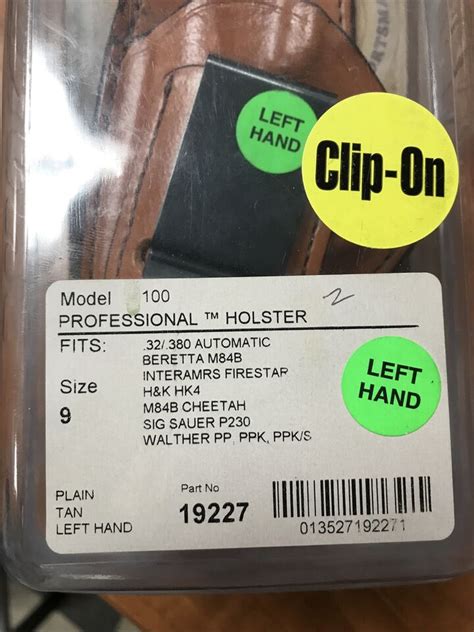 SPORTSMA
LEFT
HAND
Clip-On
Model 100
2
PROFESSIONAL ™ HOLSTER
FITS: .32/.380 AUTOMATIC
BERETTA M84B
INTERAMRS FIRESTAR
Size H&K HK4
9 M84B CHEETAH
SIG SAUER P230
WALTHER PP, PPK, PPK/S
LEFT
HAND
PLAIN
TAN
LEFT HAND
Part No
19227
013527192271